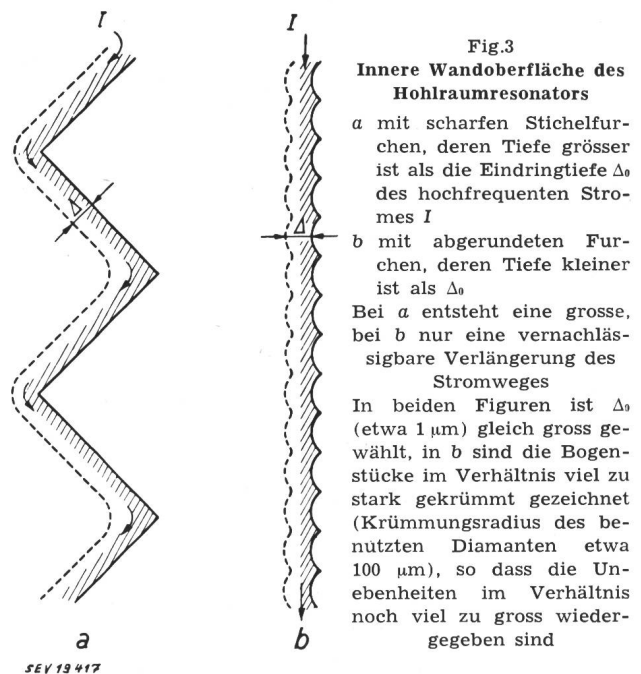 I
I
Δ
Δ
a
b
SEV 19417
Fig.3
Innere Wandoberfläche des
Hohlraumresonators
a mit scharfen Stichelfur-
chen, deren Tiefe grösser
ist als die Eindringtiefe Δ₀
des hochfrequenten Stro-
mes I
b mit abgerundeten Fur-
chen, deren Tiefe kleiner
ist als Δ₀
Bei a entsteht eine grosse,
bei b nur eine vernachläs-
sigbare Verlängerung des
Stromweges
In beiden Figuren ist Δ₀
(etwa 1 µm) gleich gross ge-
wählt, in b sind die Bogen-
stücke im Verhältnis viel zu
stark gekrümmt gezeichnet
(Krümmungsradius des be-
nützten Diamanten etwa
100 µm), so dass die Un-
ebenheiten im Verhältnis
noch viel zu gross wieder-
gegeben sind